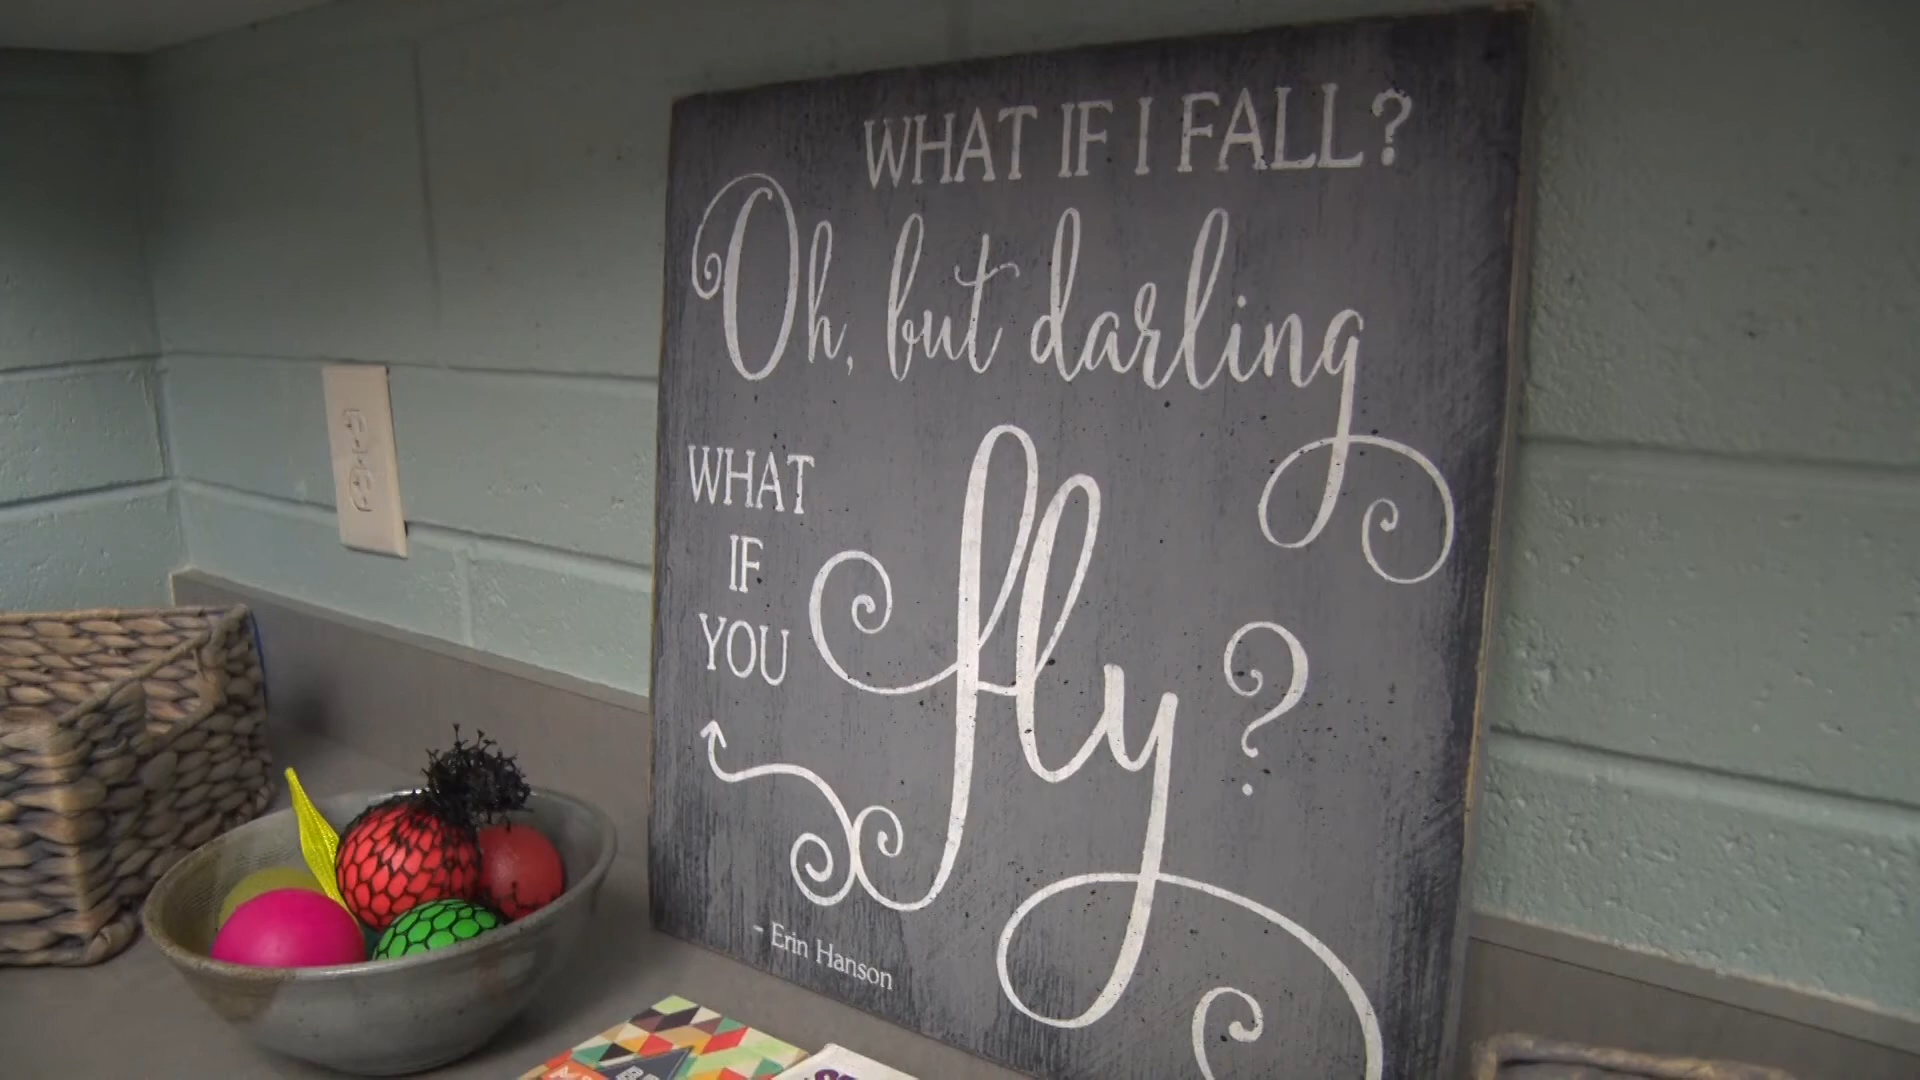 WHAT IF I FALL?
Oh, but darling
WHAT
IF
YOU
fly?
- Erin Hanson